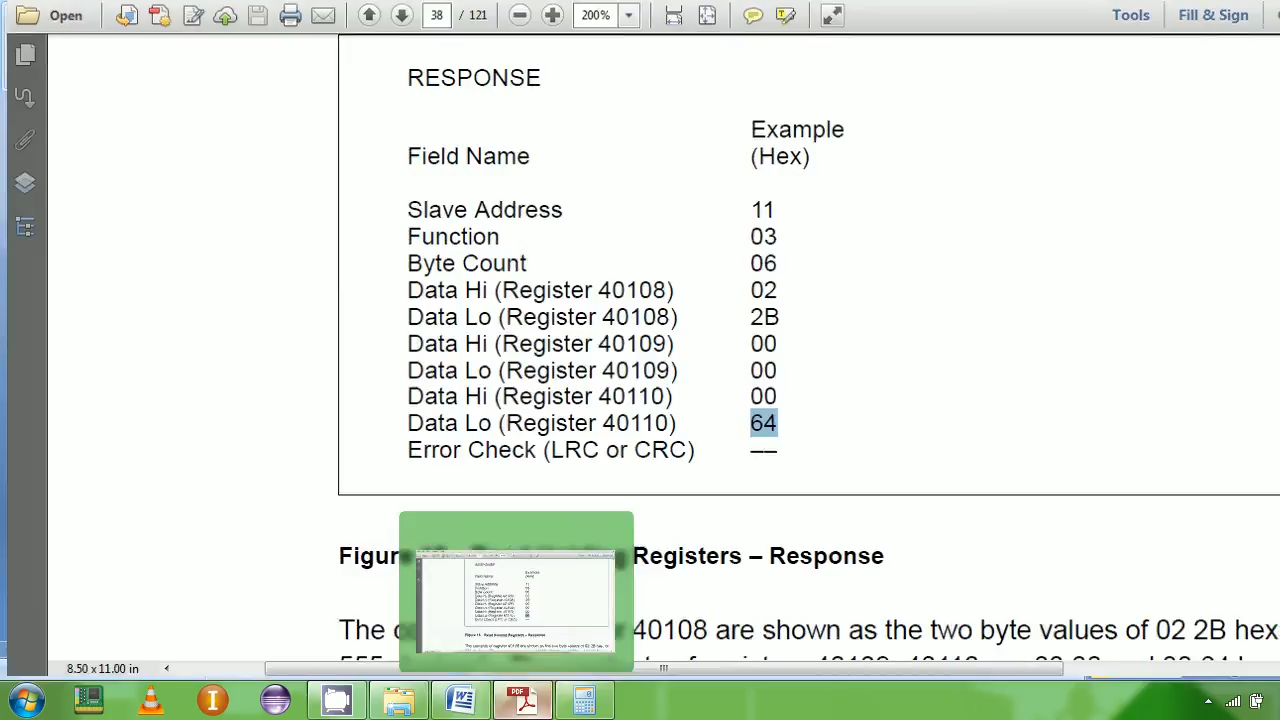 Open 38 / 121 200% Tools Fill & Sign
RESPONSE
Example
Field Name (Hex)
Slave Address 11
Function 03
Byte Count 06
Data Hi (Register 40108) 02
Data Lo (Register 40108) 2B
Data Hi (Register 40109) 00
Data Lo (Register 40109) 00
Data Hi (Register 40110) 00
Data Lo (Register 40110) 64
Error Check (LRC or CRC) ––
Registers – Response
The 40108 are shown as the two byte values of 02 2B hex
8.50 x 11.00 in
PDF